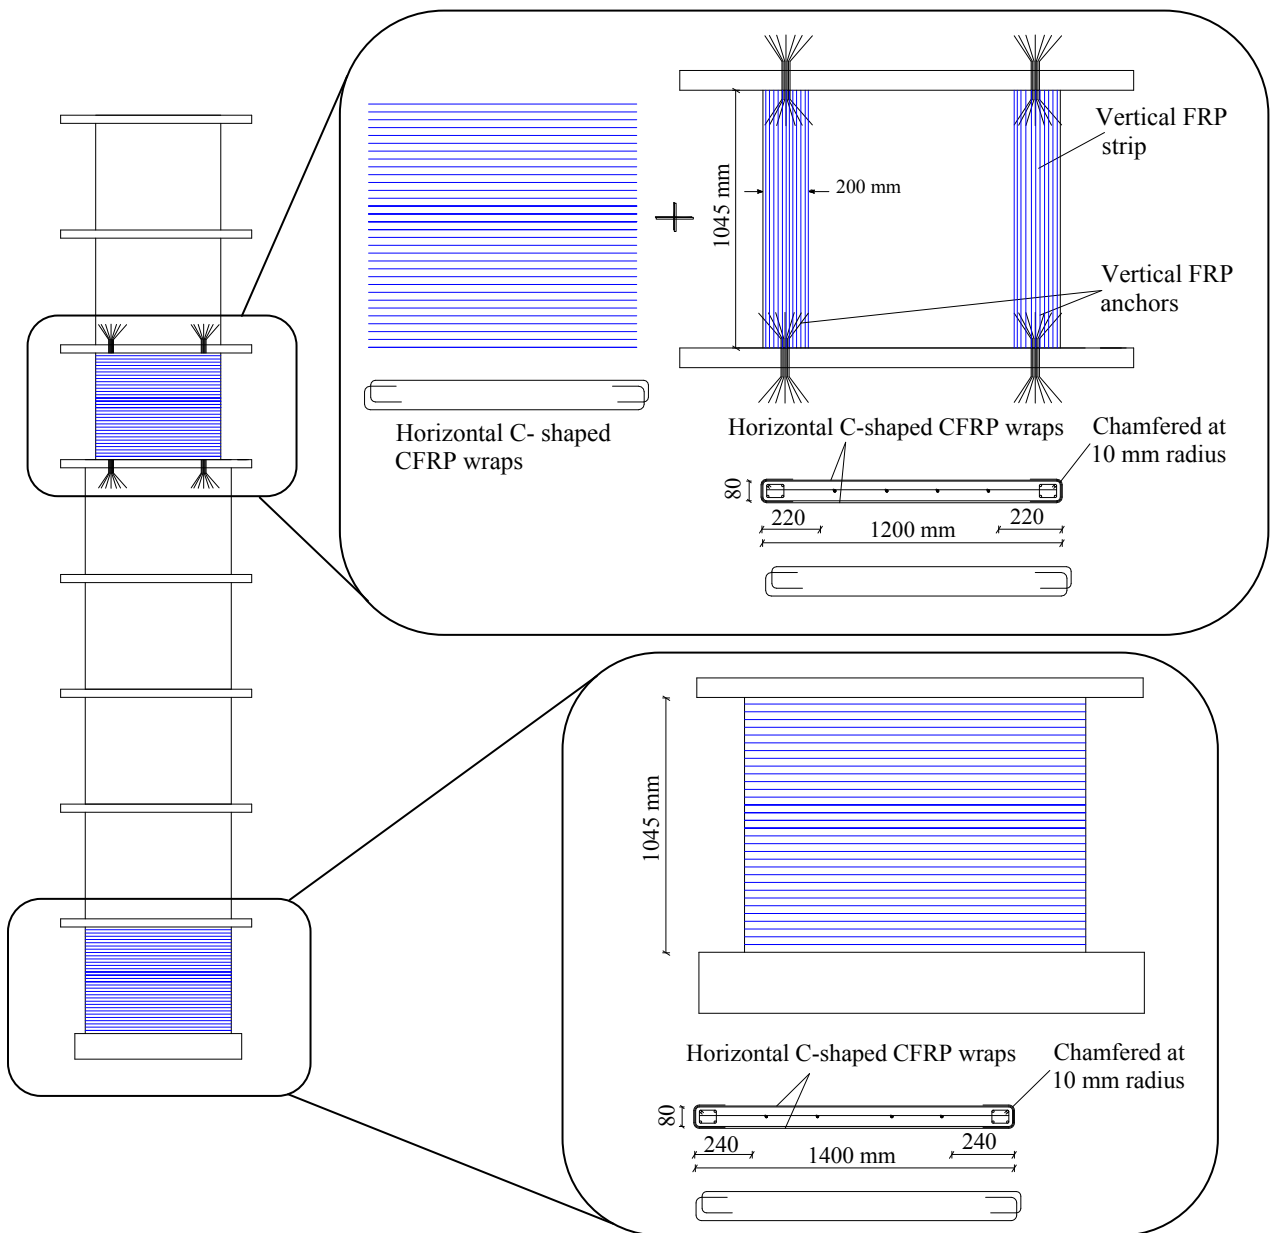 Vertical FRP
strip
200 mm
1045 mm
Vertical FRP
anchors
Horizontal C- shaped
CFRP wraps
Horizontal C-shaped CFRP wraps
Chamfered at
10 mm radius
80
220
220
1200 mm
1045 mm
Horizontal C-shaped CFRP wraps
Chamfered at
10 mm radius
80
240
240
1400 mm